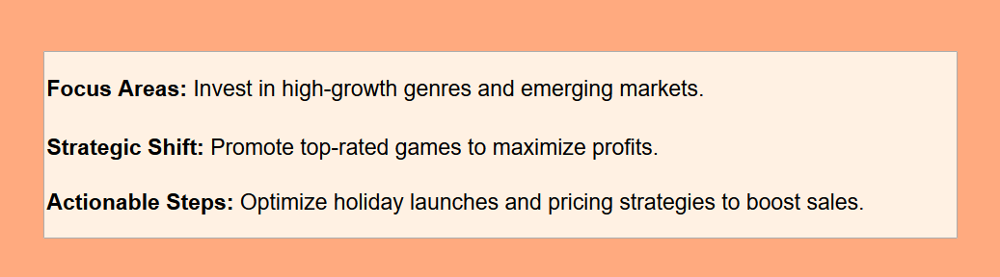 Focus Areas: Invest in high-growth genres and emerging markets.
Strategic Shift: Promote top-rated games to maximize profits.
Actionable Steps: Optimize holiday launches and pricing strategies to boost sales.